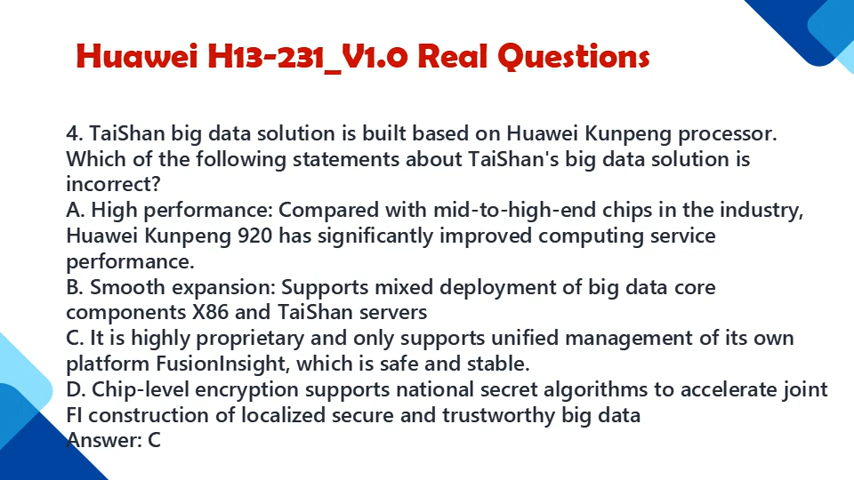 Huawei H13-231_V1.0 Real Questions
4. TaiShan big data solution is built based on Huawei Kunpeng processor.
Which of the following statements about TaiShan's big data solution is
incorrect?
A. High performance: Compared with mid-to-high-end chips in the industry,
Huawei Kunpeng 920 has significantly improved computing service
performance.
B. Smooth expansion: Supports mixed deployment of big data core
components X86 and TaiShan servers
C. It is highly proprietary and only supports unified management of its own
platform FusionInsight, which is safe and stable.
D. Chip-level encryption supports national secret algorithms to accelerate joint
FI construction of localized secure and trustworthy big data
Answer: C